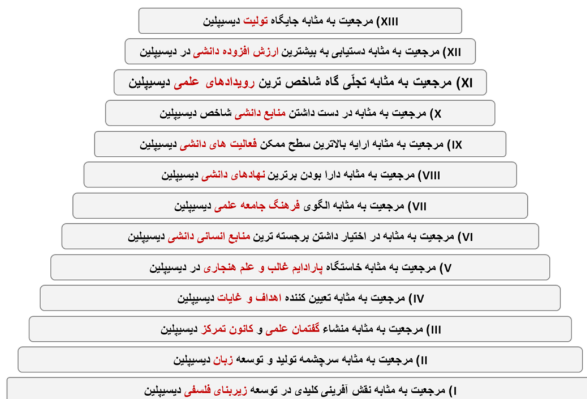 XIII) مرجعیت به مثابه جایگاه تولیت دیسیپلین
XII) مرجعیت به مثابه دستیابی به بیشترین ارزش افزوده دانشی در دیسیپلین
XI) مرجعیت به مثابه تجلّی گاه شاخص ترین رویدادهای علمی دیسیپلین
X) مرجعیت به مثابه در دست داشتن منابع دانشی شاخص دیسیپلین
IX) مرجعیت به مثابه ارایه بالاترین سطح ممکن فعالیت های دانشی دیسیپلین
VIII) مرجعیت به مثابه دارا بودن برترین نهادهای دانشی دیسیپلین
VII) مرجعیت به مثابه الگوی فرهنگ جامعه علمی دیسیپلین
VI) مرجعیت به مثابه در اختیار داشتن برجسته ترین منابع انسانی دانشی دیسیپلین
V) مرجعیت به مثابه خاستگاه پارادایم غالب و علم هنجاری در دیسیپلین
IV) مرجعیت به مثابه تعیین کننده اهداف و غایات دیسیپلین
III) مرجعیت به مثابه منشاء گفتمان علمی و کانون تمرکز دیسیپلین
II) مرجعیت به مثابه سرچشمه تولید و توسعه زبان دیسیپلین
I) مرجعیت به مثابه نقش آفرینی کلیدی در توسعه زیربنای فلسفی دیسیپلین